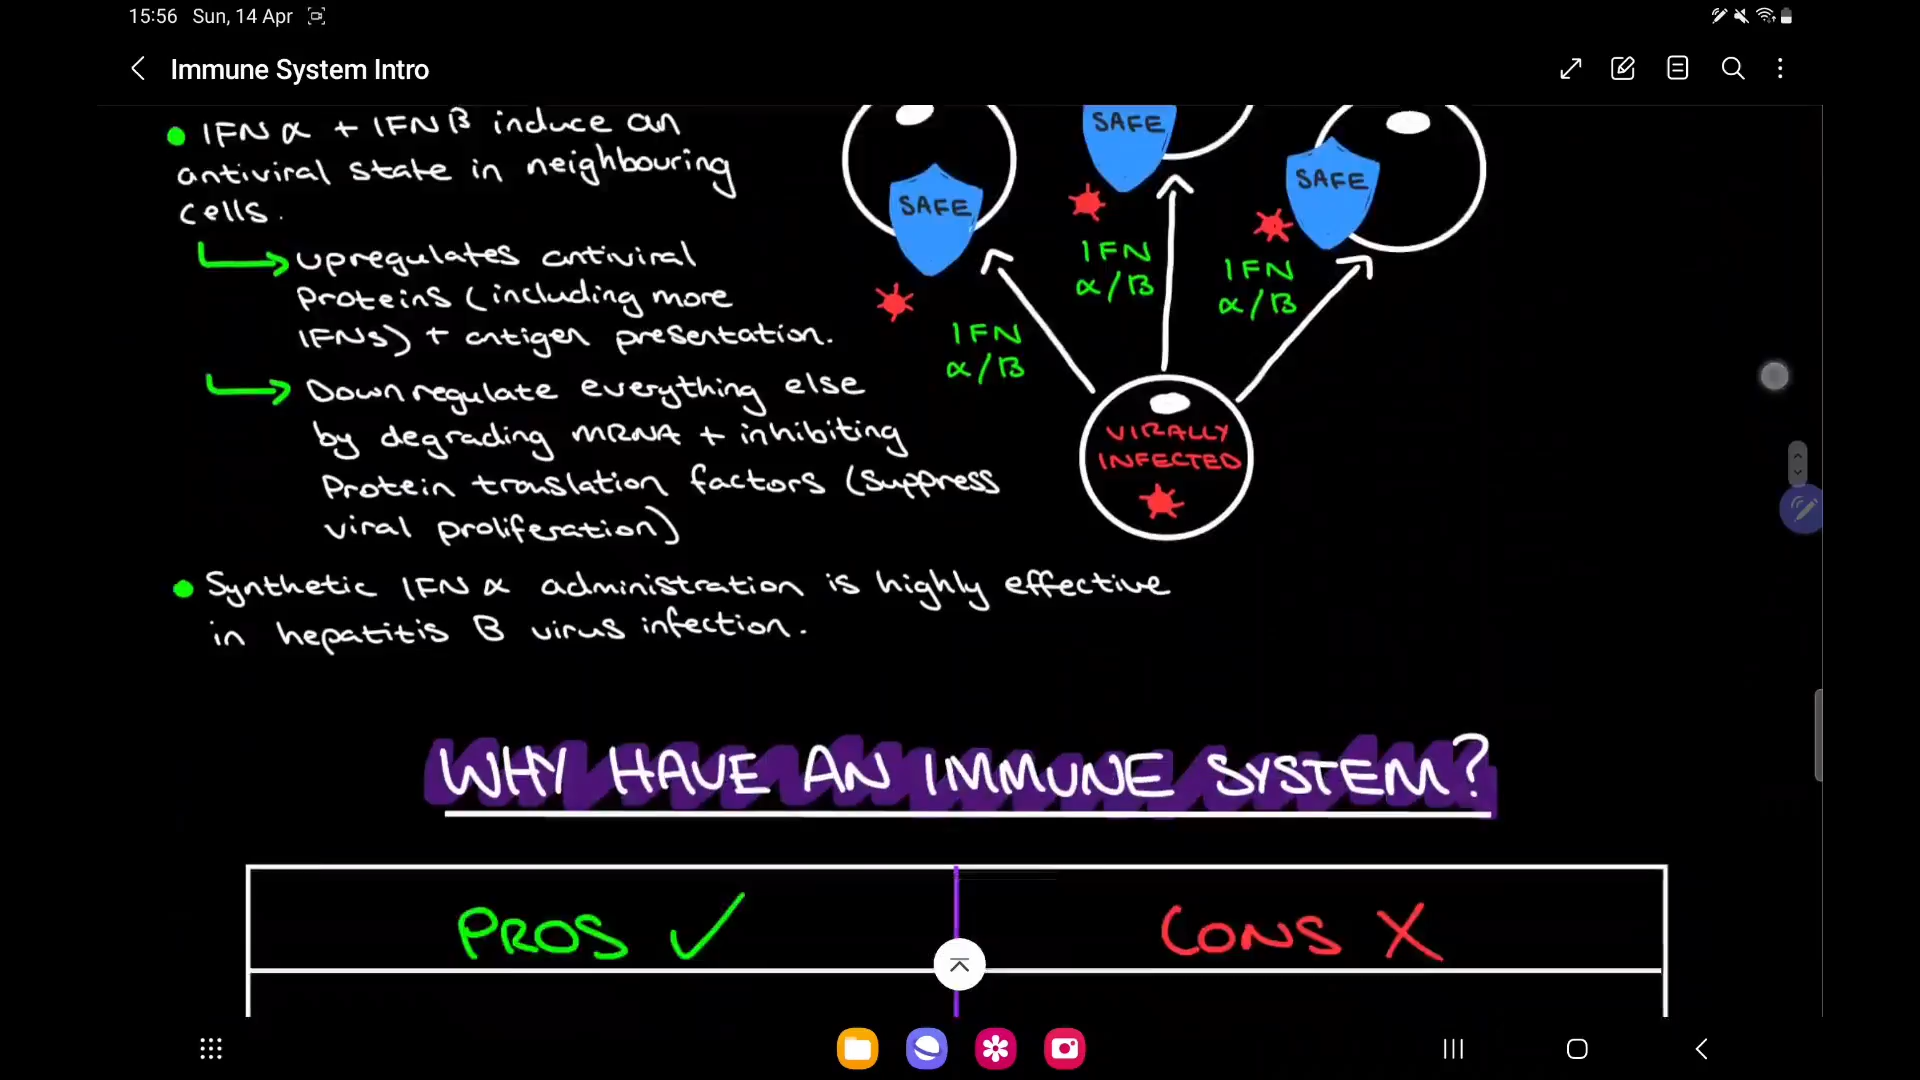 15:56 Sun, 14 Apr
Immune System Intro
IFN α + IFN β induce an
antiviral state in neighbouring
cells.
upregulates antiviral
proteins (including more
IFNs) + antigen presentation.
Downregulate everything else
by degrading mRNA + inhibiting
Protein translation factors (suppress
viral proliferation)
SAFE
SAFE
SAFE
IFN
α/β
IFN
α/β
IFN
α/β
VIRALLY
INFECTED
Synthetic IFN α administration is highly effective
in hepatitis B virus infection.
WHY HAVE AN IMMUNE SYSTEM?
PROS ✓
CONS X